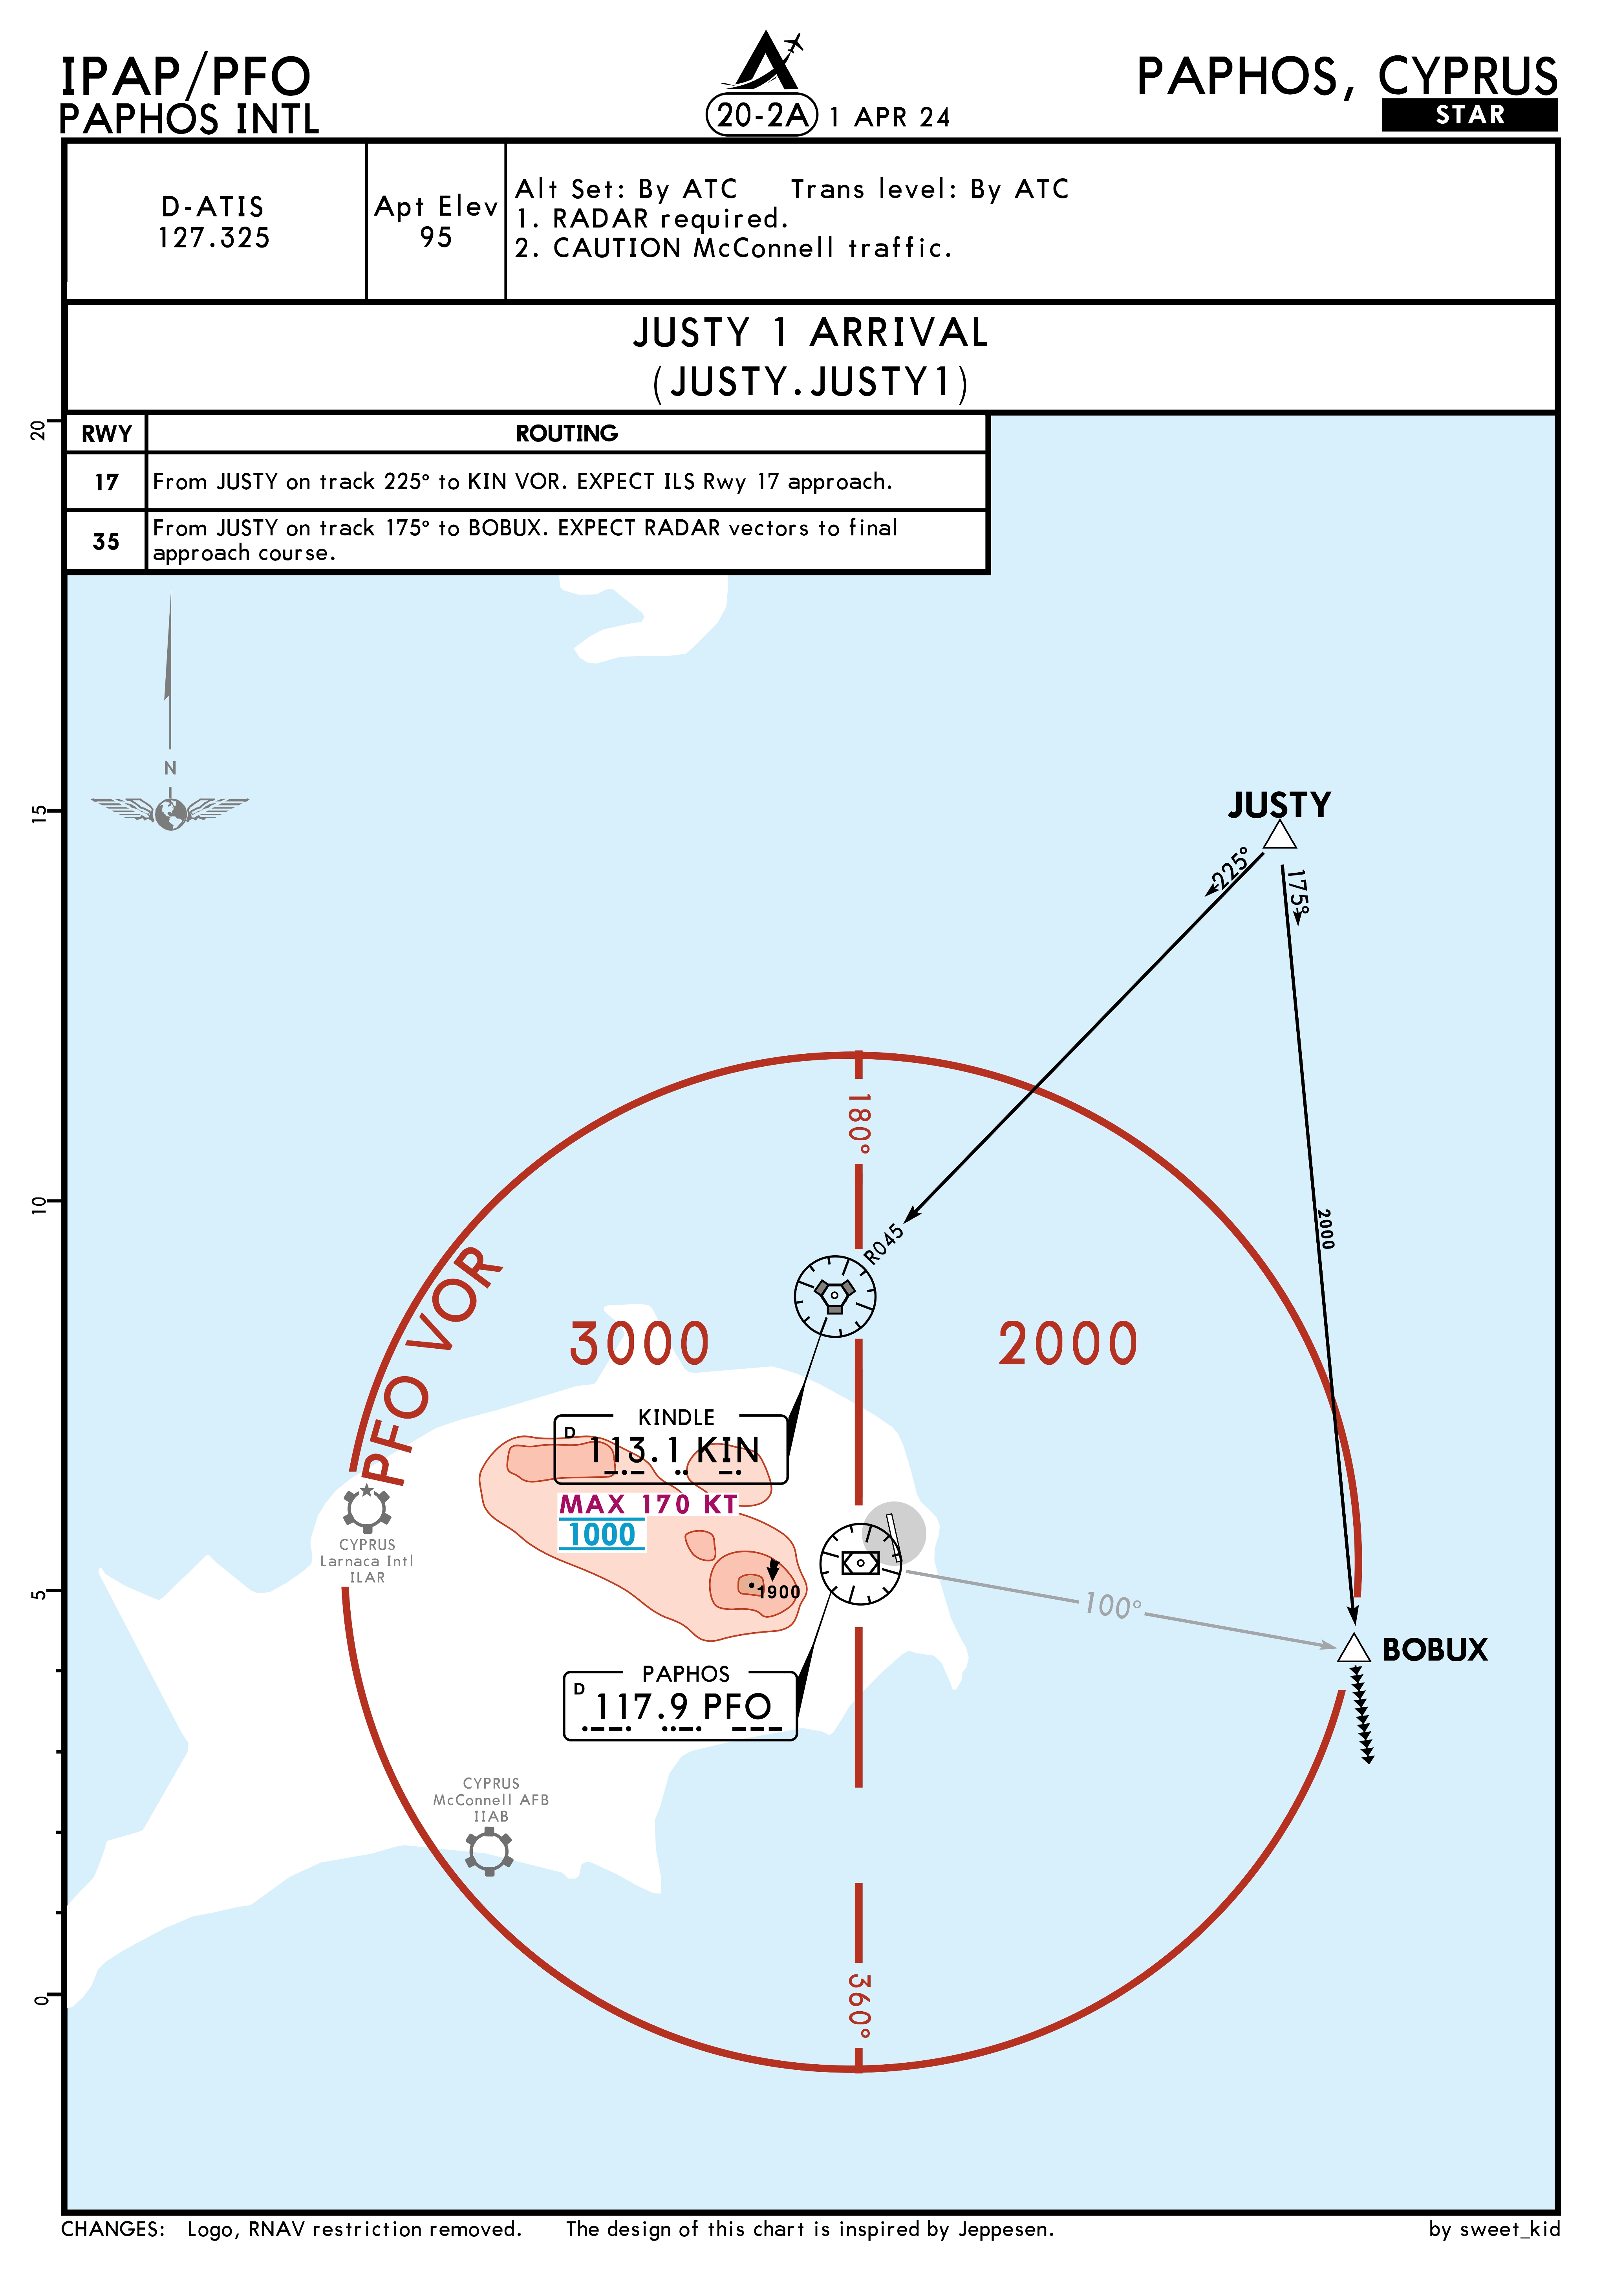 IPAP/PFO
PAPHOS INTL
20-2A 1 APR 24
PAPHOS, CYPRUS
STAR
D-ATIS
127.325
Apt Elev
95
Alt Set: By ATC Trans level: By ATC
1. RADAR required.
2. CAUTION McConnell traffic.
JUSTY 1 ARRIVAL
(JUSTY.JUSTY1)
RWY ROUTING
17 From JUSTY on track 225° to KIN VOR. EXPECT ILS Rwy 17 approach.
35 From JUSTY on track 175° to BOBUX. EXPECT RADAR vectors to final
approach course.
20
15
10
5
0
N
JUSTY
225°
175°
2000
180°
R045
PFO VOR
3000
2000
KINDLE
D 113.1 KIN
MAX 170 KT
1000
1900
CYPRUS
Larnaca Intl
ILAR
100°
BOBUX
PAPHOS
D 117.9 PFO
CYPRUS
McConnell AFB
IIAB
360°
CHANGES: Logo, RNAV restriction removed. The design of this chart is inspired by Jeppesen. by sweet_kid